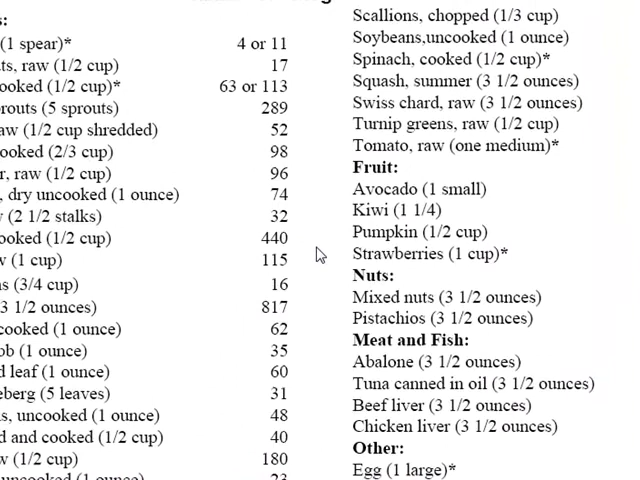 s:
(1 spear)* 4 or 11
ts, raw (1/2 cup) 17
ooked (1/2 cup)* 63 or 113
prouts (5 sprouts) 289
aw (1/2 cup shredded) 52
ooked (2/3 cup) 98
r, raw (1/2 cup) 96
, dry uncooked (1 ounce) 74
y (2 1/2 stalks) 32
ooked (1/2 cup) 440
w (1 cup) 115
ns (3/4 cup) 16
3 1/2 ounces) 817
cooked (1 ounce) 62
bb (1 ounce) 35
d leaf (1 ounce) 60
eberg (5 leaves) 31
s, uncooked (1 ounce) 48
d and cooked (1/2 cup) 40
w (1/2 cup) 180
uncooked (1 ounce) 23
Scallions, chopped (1/3 cup)
Soybeans,uncooked (1 ounce)
Spinach, cooked (1/2 cup)*
Squash, summer (3 1/2 ounces)
Swiss chard, raw (3 1/2 ounces)
Turnip greens, raw (1/2 cup)
Tomato, raw (one medium)*
Fruit:
Avocado (1 small)
Kiwi (1 1/4)
Pumpkin (1/2 cup)
Strawberries (1 cup)*
Nuts:
Mixed nuts (3 1/2 ounces)
Pistachios (3 1/2 ounces)
Meat and Fish:
Abalone (3 1/2 ounces)
Tuna canned in oil (3 1/2 ounces)
Beef liver (3 1/2 ounces)
Chicken liver (3 1/2 ounces)
Other:
Egg (1 large)*